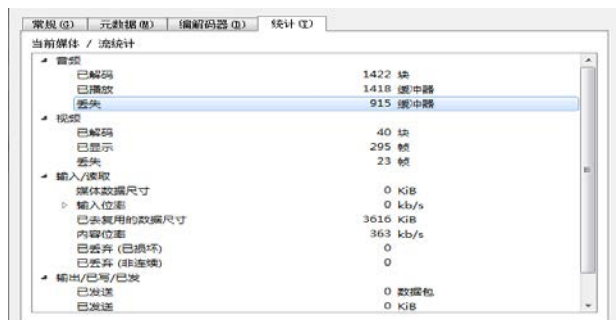 常规(G) 元数据(M) 编解码器(D) 统计(T)
当前媒体 / 流统计
音频
已解码 1422 块
已播放 1418 缓冲器
丢失 915 缓冲器
视频
已解码 40 块
已显示 295 帧
丢失 23 帧
输入/读取
媒体数据尺寸 0 KiB
输入位率 0 kb/s
已去复用的数据尺寸 3616 KiB
内容位率 363 kb/s
已丢弃 (已损坏) 0
已丢弃 (非连续) 0
输出/已写/已发
已发送 0 数据包
已发送 0 KiB